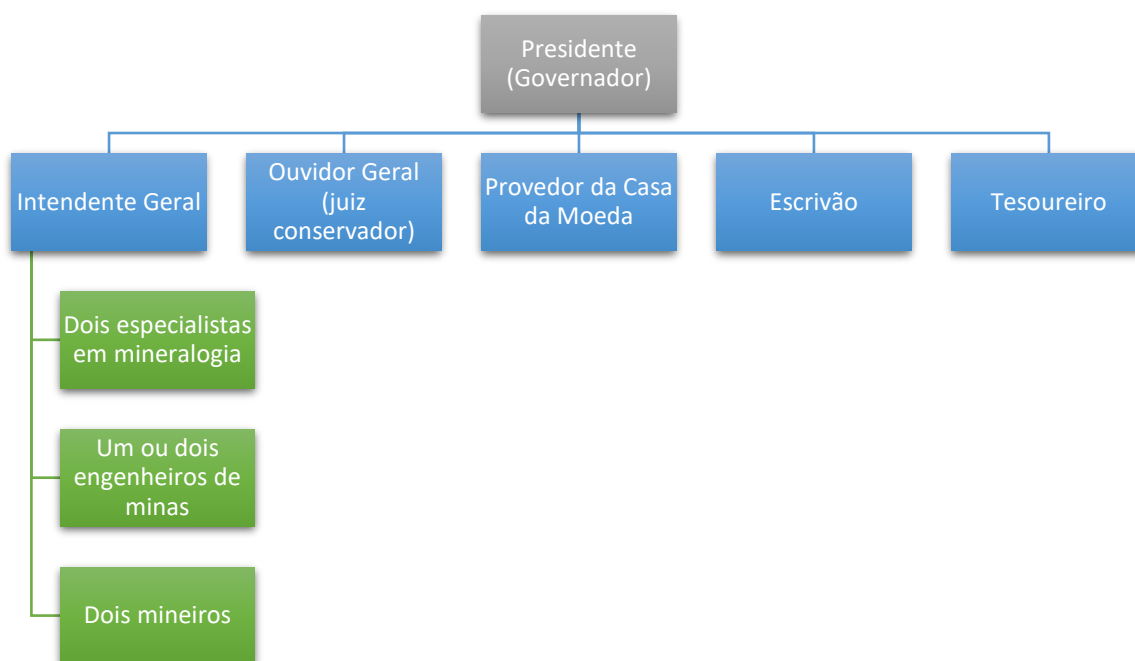 Presidente
(Governador)
Intendente Geral
Ouvidor Geral
(juiz
conservador)
Provedor da Casa
da Moeda
Escrivão
Tesoureiro
Dois especialistas
em mineralogia
Um ou dois
engenheiros de
minas
Dois mineiros